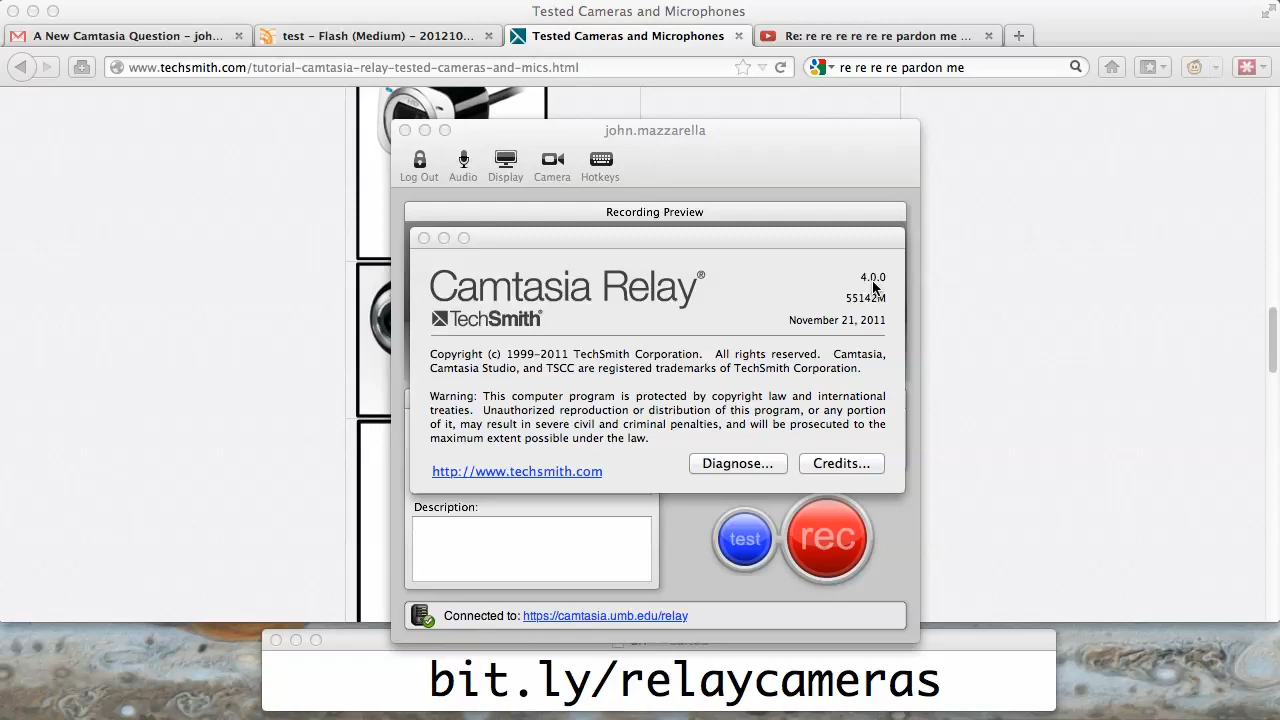 Tested Cameras and Microphones
A New Camtasia Question – joh...
test – Flash (Medium) – 201210...
Tested Cameras and Microphones
Re: re re re re re pardon me ...
www.techsmith.com/tutorial-camtasia-relay-tested-cameras-and-mics.html
re re re re pardon me
john.mazzarella
Log Out Audio Display Camera Hotkeys
Recording Preview
Camtasia Relay®
4.0.0
TechSmith®
55142M
November 21, 2011
Copyright (c) 1999-2011 TechSmith Corporation. All rights reserved. Camtasia,
Camtasia Studio, and TSCC are registered trademarks of TechSmith Corporation.
Warning: This computer program is protected by copyright law and international
treaties. Unauthorized reproduction or distribution of this program, or any portion
of it, may result in severe civil and criminal penalties, and will be prosecuted to the
maximum extent possible under the law.
http://www.techsmith.com
Diagnose...
Credits...
Description:
test
rec
Connected to: https://camtasia.umb.edu/relay
bit.ly/relaycameras